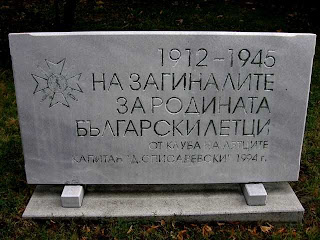 1912-1945
НА ЗАГИНАЛИТЕ
ЗА РОДИНАТА
БЪЛГАРСКИ ЛЕТЦИ
ОТ КЛУБА НА ЛЕТЦИТЕ
КАПИТАН "Д. СПИСАРЕВСКИ" 1994 г.